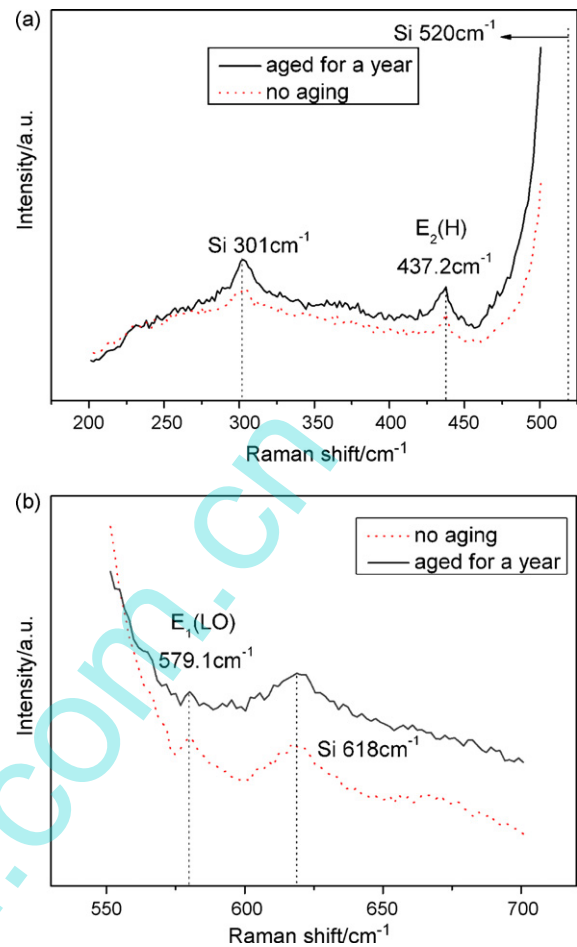 (a)
Si 520cm⁻¹
aged for a year
no aging
Si 301cm⁻¹
E₂(H)
437.2cm⁻¹
Intensity/a.u.
200 250 300 350 400 450 500
Raman shift/cm⁻¹
(b)
no aging
aged for a year
E₁(LO)
579.1cm⁻¹
Si 618cm⁻¹
Intensity/a.u.
550 600 650 700
Raman shift/cm⁻¹
.com.cn